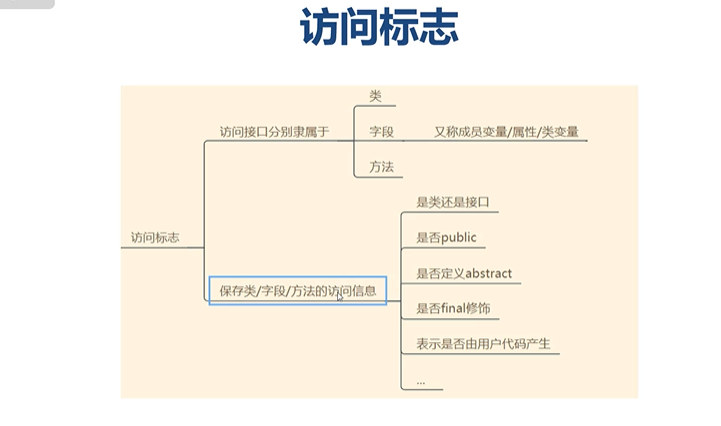 访问标志
类
访问接口分别隶属于
字段
又称成员变量/属性/类变量
方法
是类还是接口
访问标志
是否public
是否定义abstract
保存类/字段/方法的访问信息
是否final修饰
表示是否由用户代码产生
...